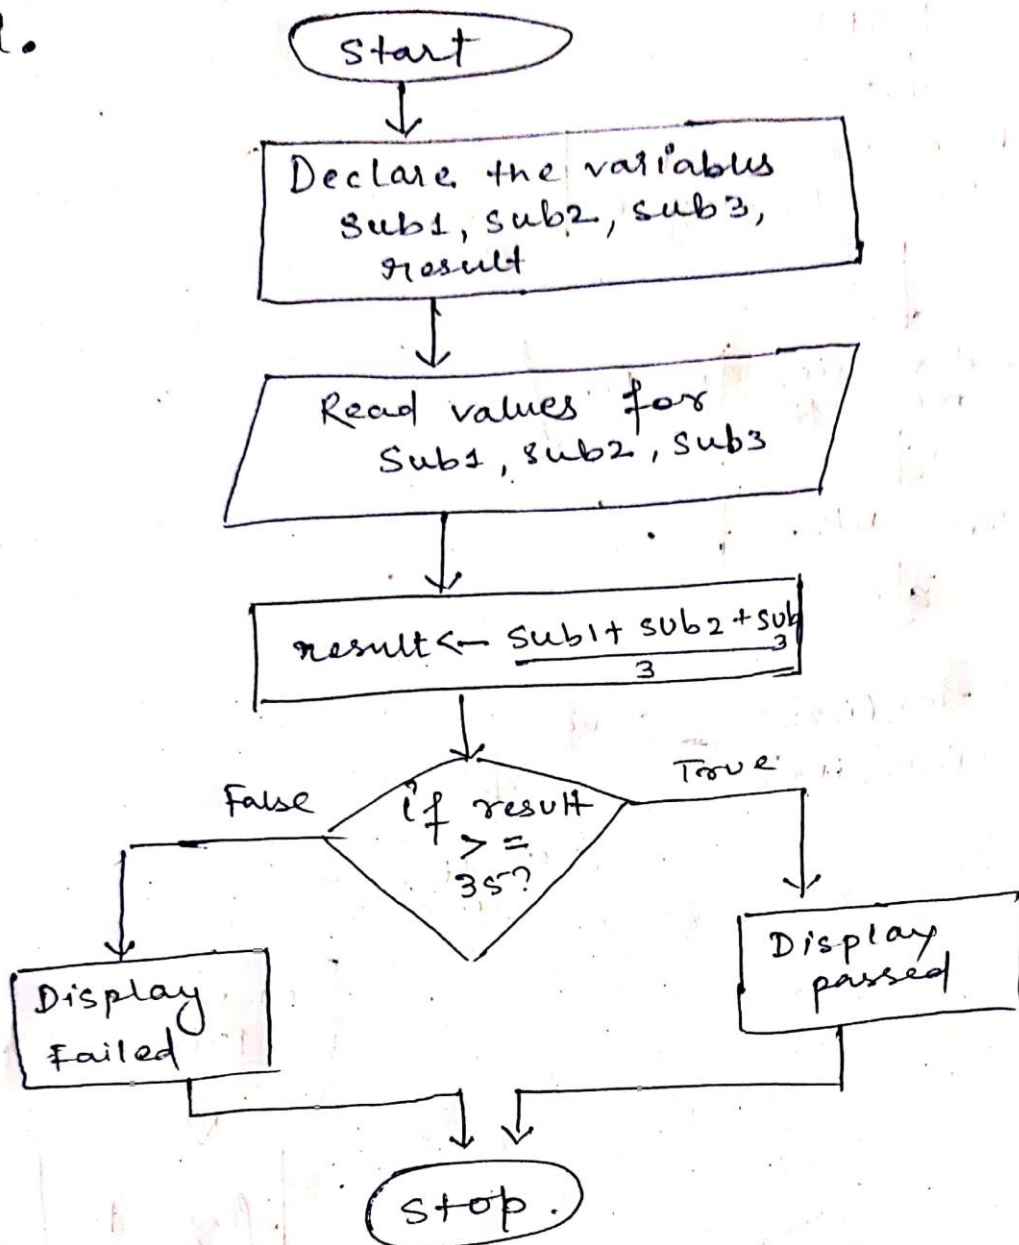 1.
Start
Declare the variables
sub1, sub2, sub3,
result
Read values for
Sub1, sub2, sub3
result <- Sub1 + sub2 + sub3
3
if result
>=
35?
False
True
Display
Failed
Display
passed
stop.